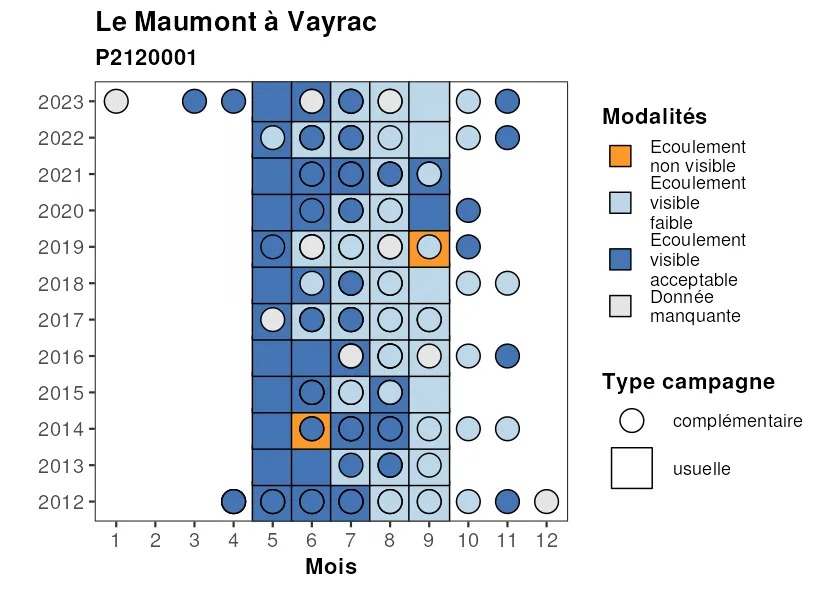 Le Maumont à Vayrac
P2120001
2023
2022
2021
2020
2019
2018
2017
2016
2015
2014
2013
2012
1 2 3 4 5 6 7 8 9 10 11 12
Mois
Modalités
Ecoulement
non visible
Ecoulement
visible
faible
Ecoulement
visible
acceptable
Donnée
manquante
Type campagne
complémentaire
usuelle